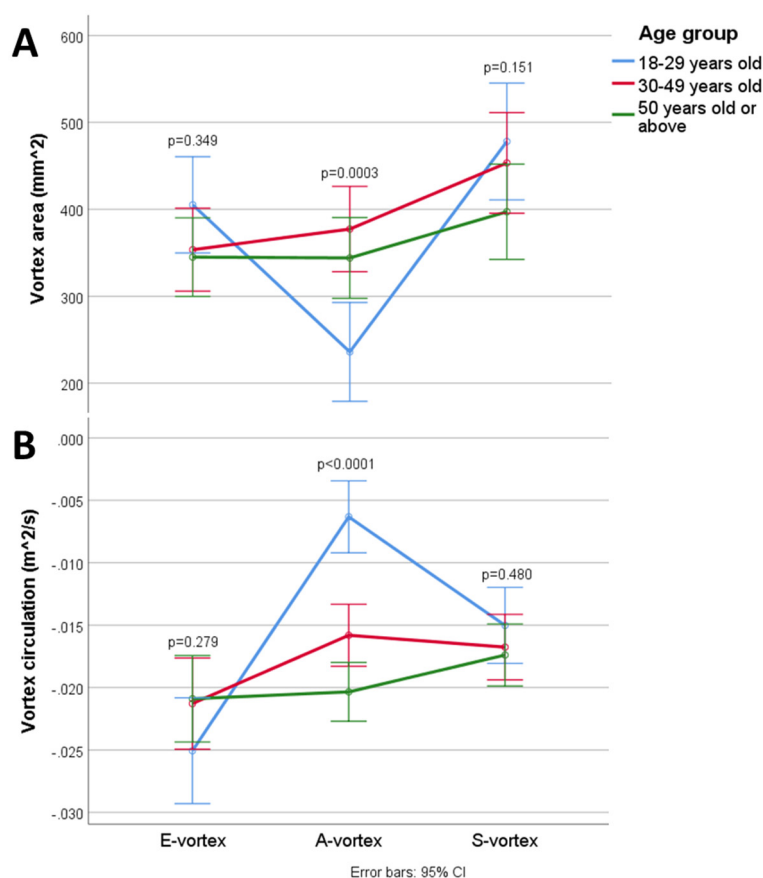 A
Age group
18-29 years old
30-49 years old
50 years old or
above
Vortex area (mm^2)
600
500
400
300
200
p=0.349
p=0.0003
p=0.151
B
Vortex circulation (m^2/s)
.000
-.005
-.010
-.015
-.020
-.025
-.030
p=0.279
p<0.0001
p=0.480
E-vortex
A-vortex
S-vortex
Error bars: 95% CI